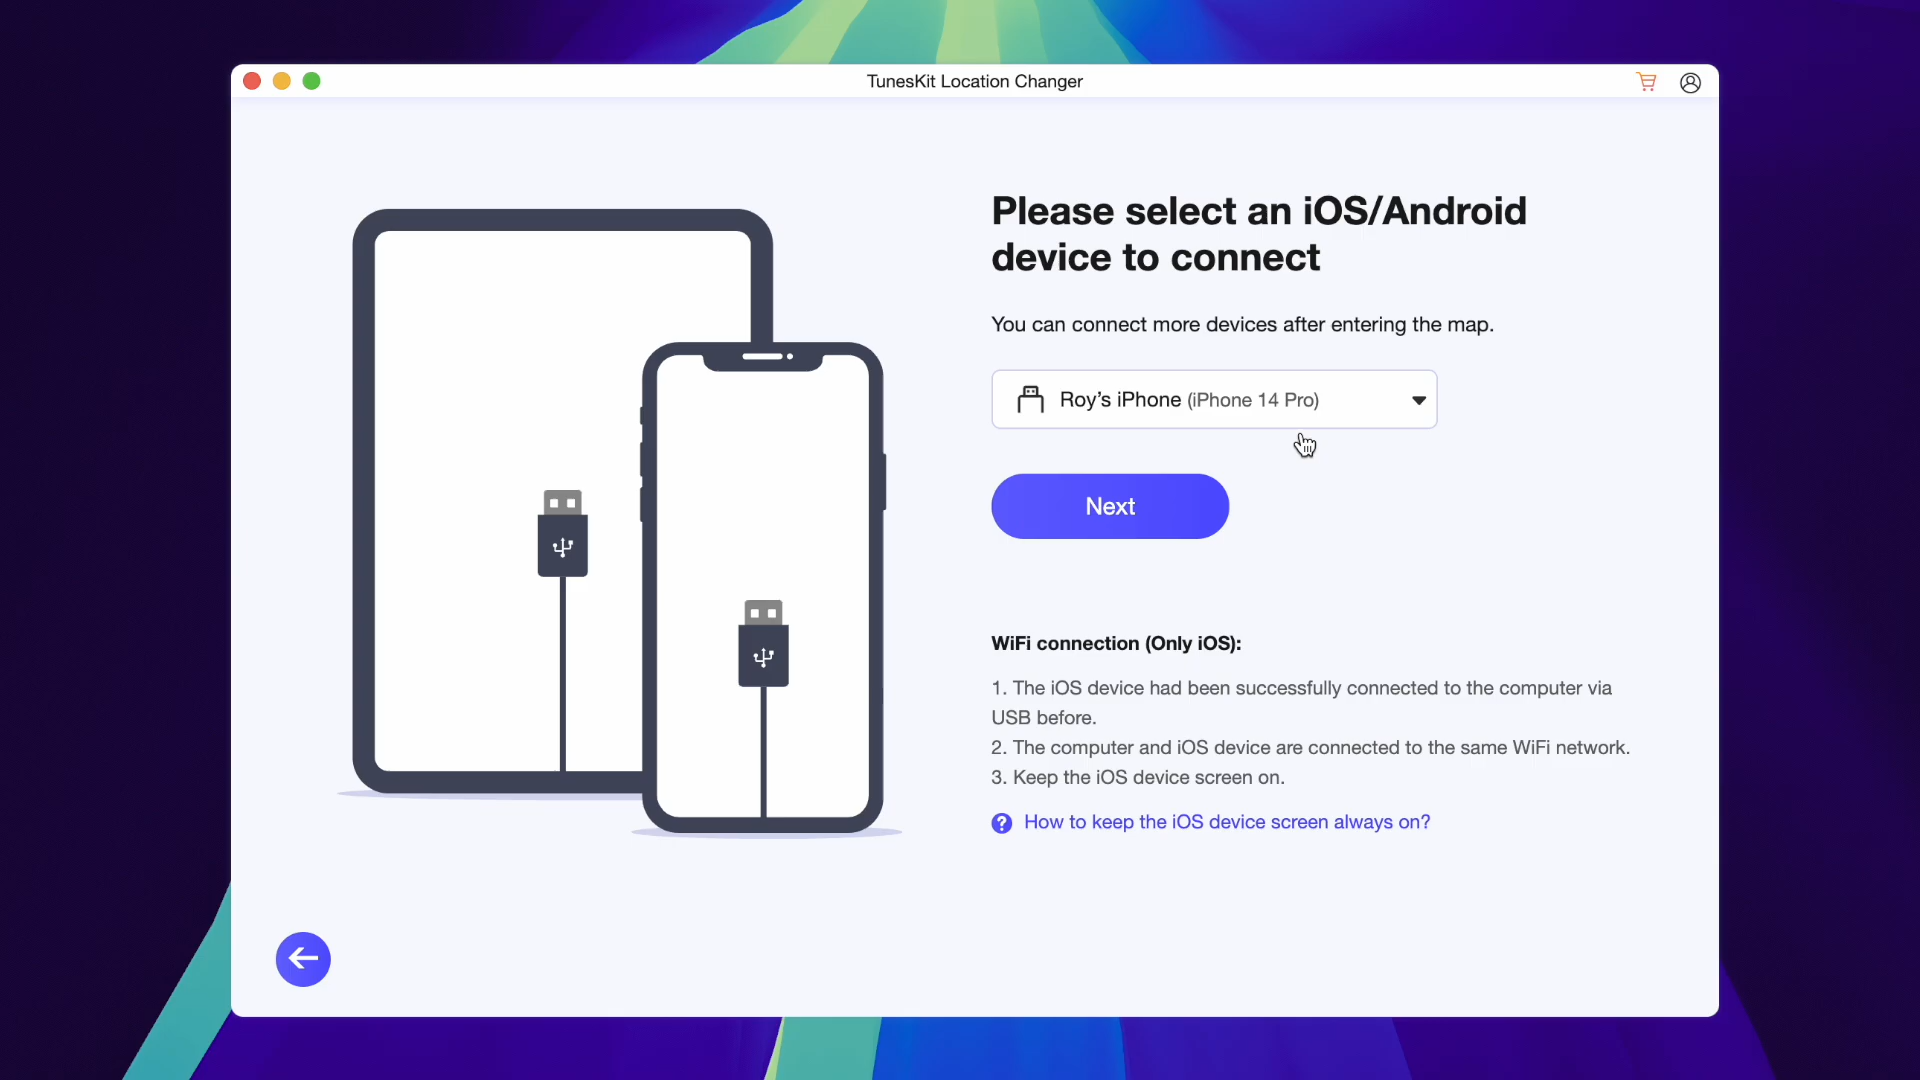 TunesKit Location Changer
Please select an iOS/Android
device to connect
You can connect more devices after entering the map.
Roy’s iPhone (iPhone 14 Pro)
Next
WiFi connection (Only iOS):
1. The iOS device had been successfully connected to the computer via
USB before.
2. The computer and iOS device are connected to the same WiFi network.
3. Keep the iOS device screen on.
? How to keep the iOS device screen always on?